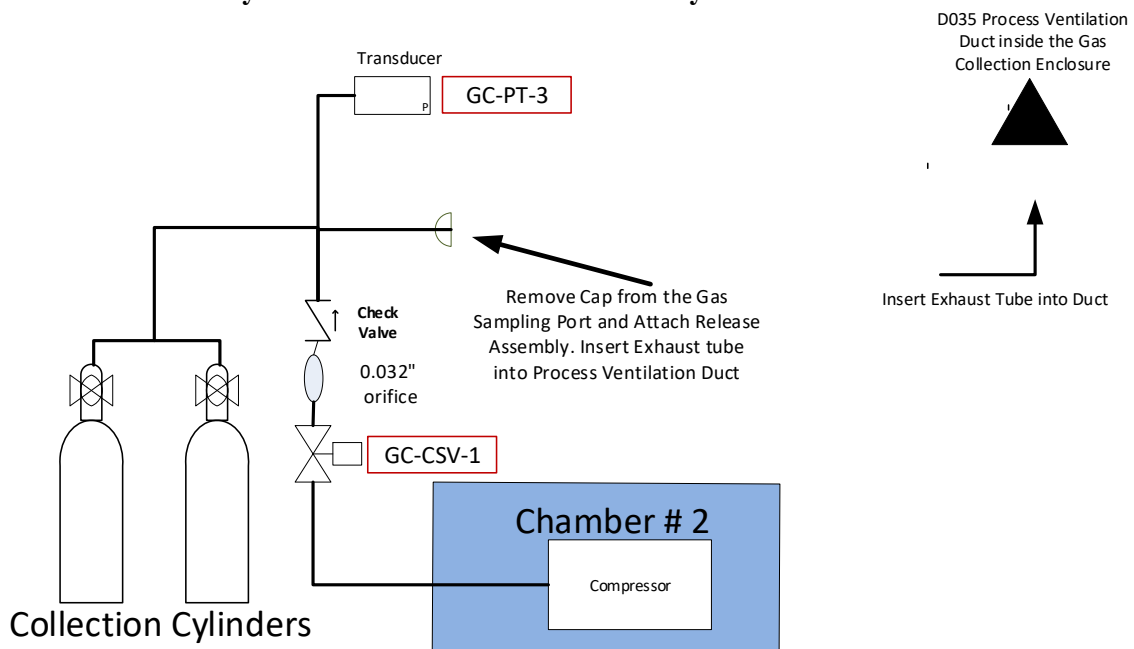 D035 Process Ventilation
Duct inside the Gas
Collection Enclosure
Transducer
P
GC-PT-3
Insert Exhaust Tube into Duct
Remove Cap from the Gas
Sampling Port and Attach Release
Assembly. Insert Exhaust tube
into Process Ventilation Duct
Check
Valve
0.032"
orifice
GC-CSV-1
Chamber # 2
Compressor
Collection Cylinders